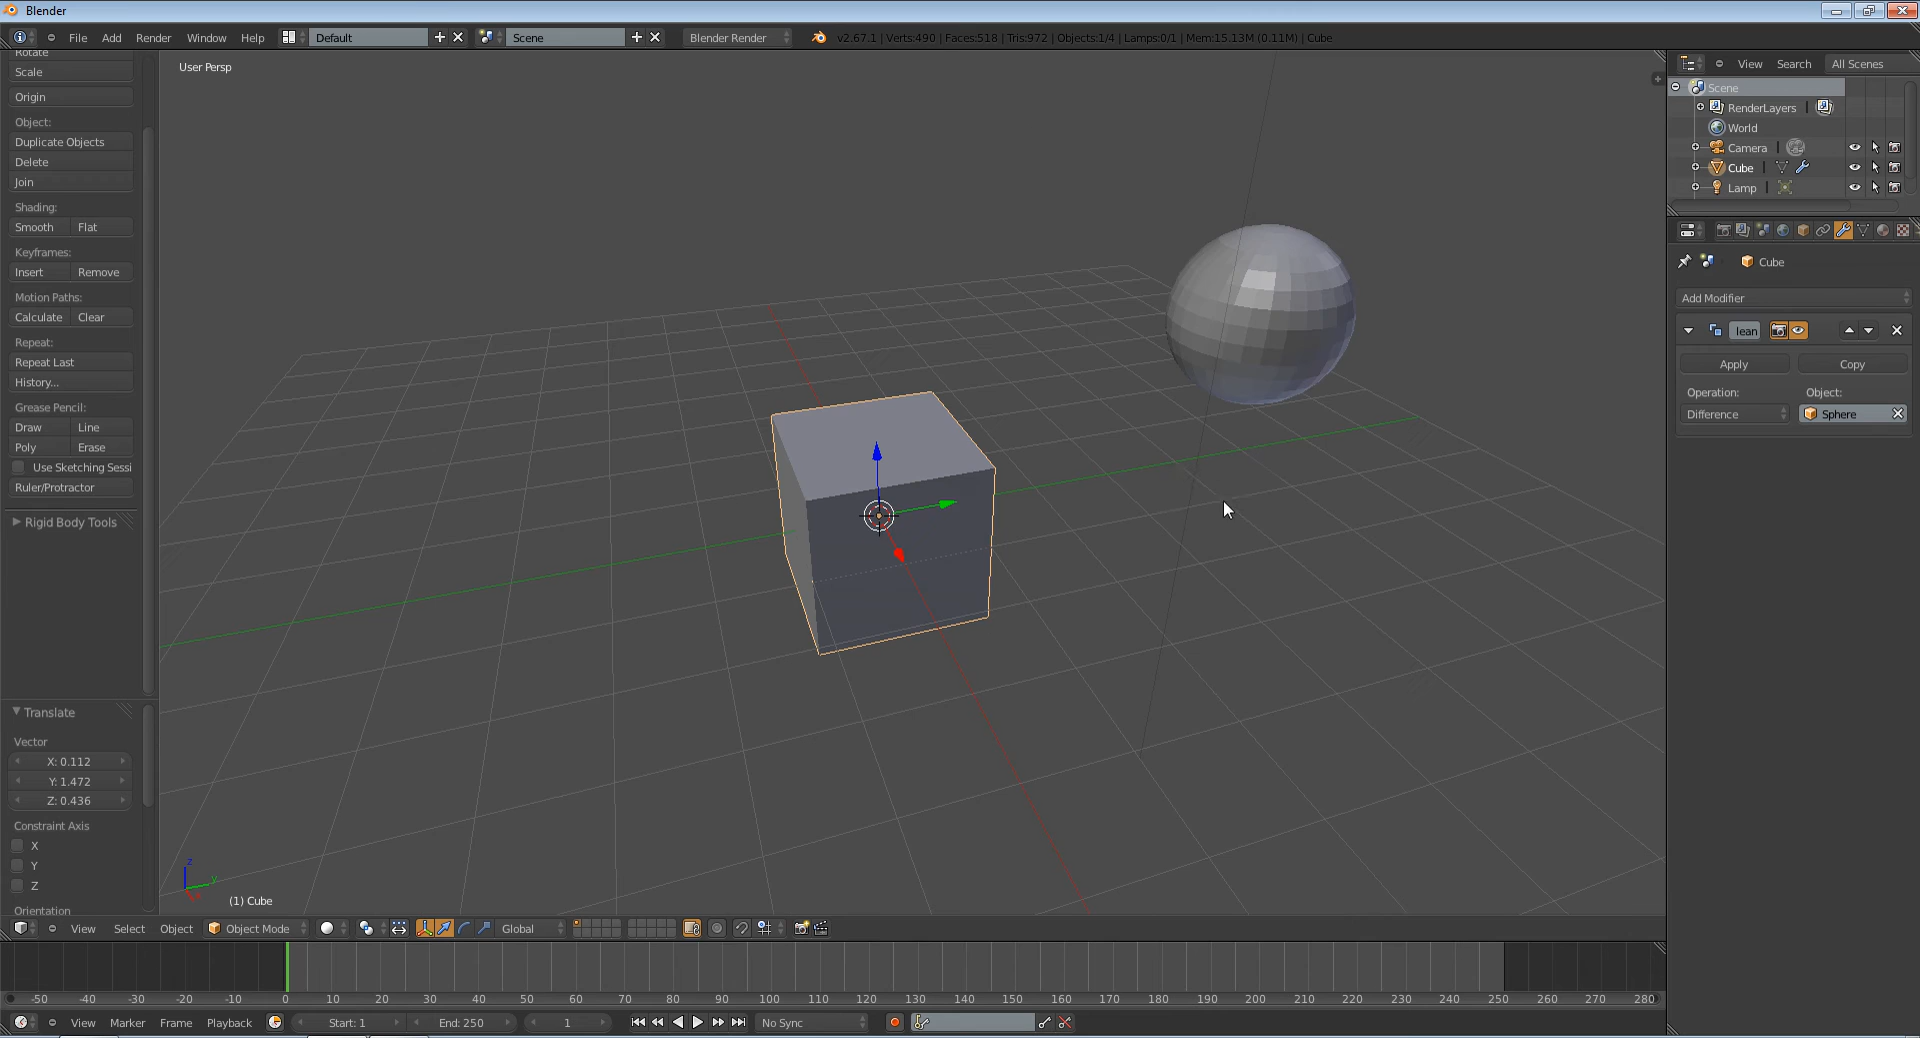 Blender
File Add Render Window Help Default Scene Blender Render v2.67.1 | Verts:490 | Faces:518 | Tris:972 | Objects:1/4 | Lamps:0/1 | Mem:15.13M (0.11M) | Cube
Rotate
Scale
Origin
Object:
Duplicate Objects
Delete
Join
Shading:
Smooth Flat
Keyframes:
Insert Remove
Motion Paths:
Calculate Clear
Repeat:
Repeat Last
History...
Grease Pencil:
Draw Line
Poly Erase
Use Sketching Sessi
Ruler/Protractor
Rigid Body Tools
Translate
Vector
X: 0.112
Y: 1.472
Z: 0.436
Constraint Axis
X
Y
Z
Orientation
User Persp
z
y
(1) Cube
View Search All Scenes
Scene
RenderLayers |
World
Camera |
Cube |
Lamp |
Cube
Add Modifier
lean
Apply Copy
Operation: Object:
Difference Sphere
View Select Object Object Mode Global
-50 -40 -30 -20 -10 0 10 20 30 40 50 60 70 80 90 100 110 120 130 140 150 160 170 180 190 200 210 220 230 240 250 260 270 280
View Marker Frame Playback Start: 1 End: 250 1 No Sync